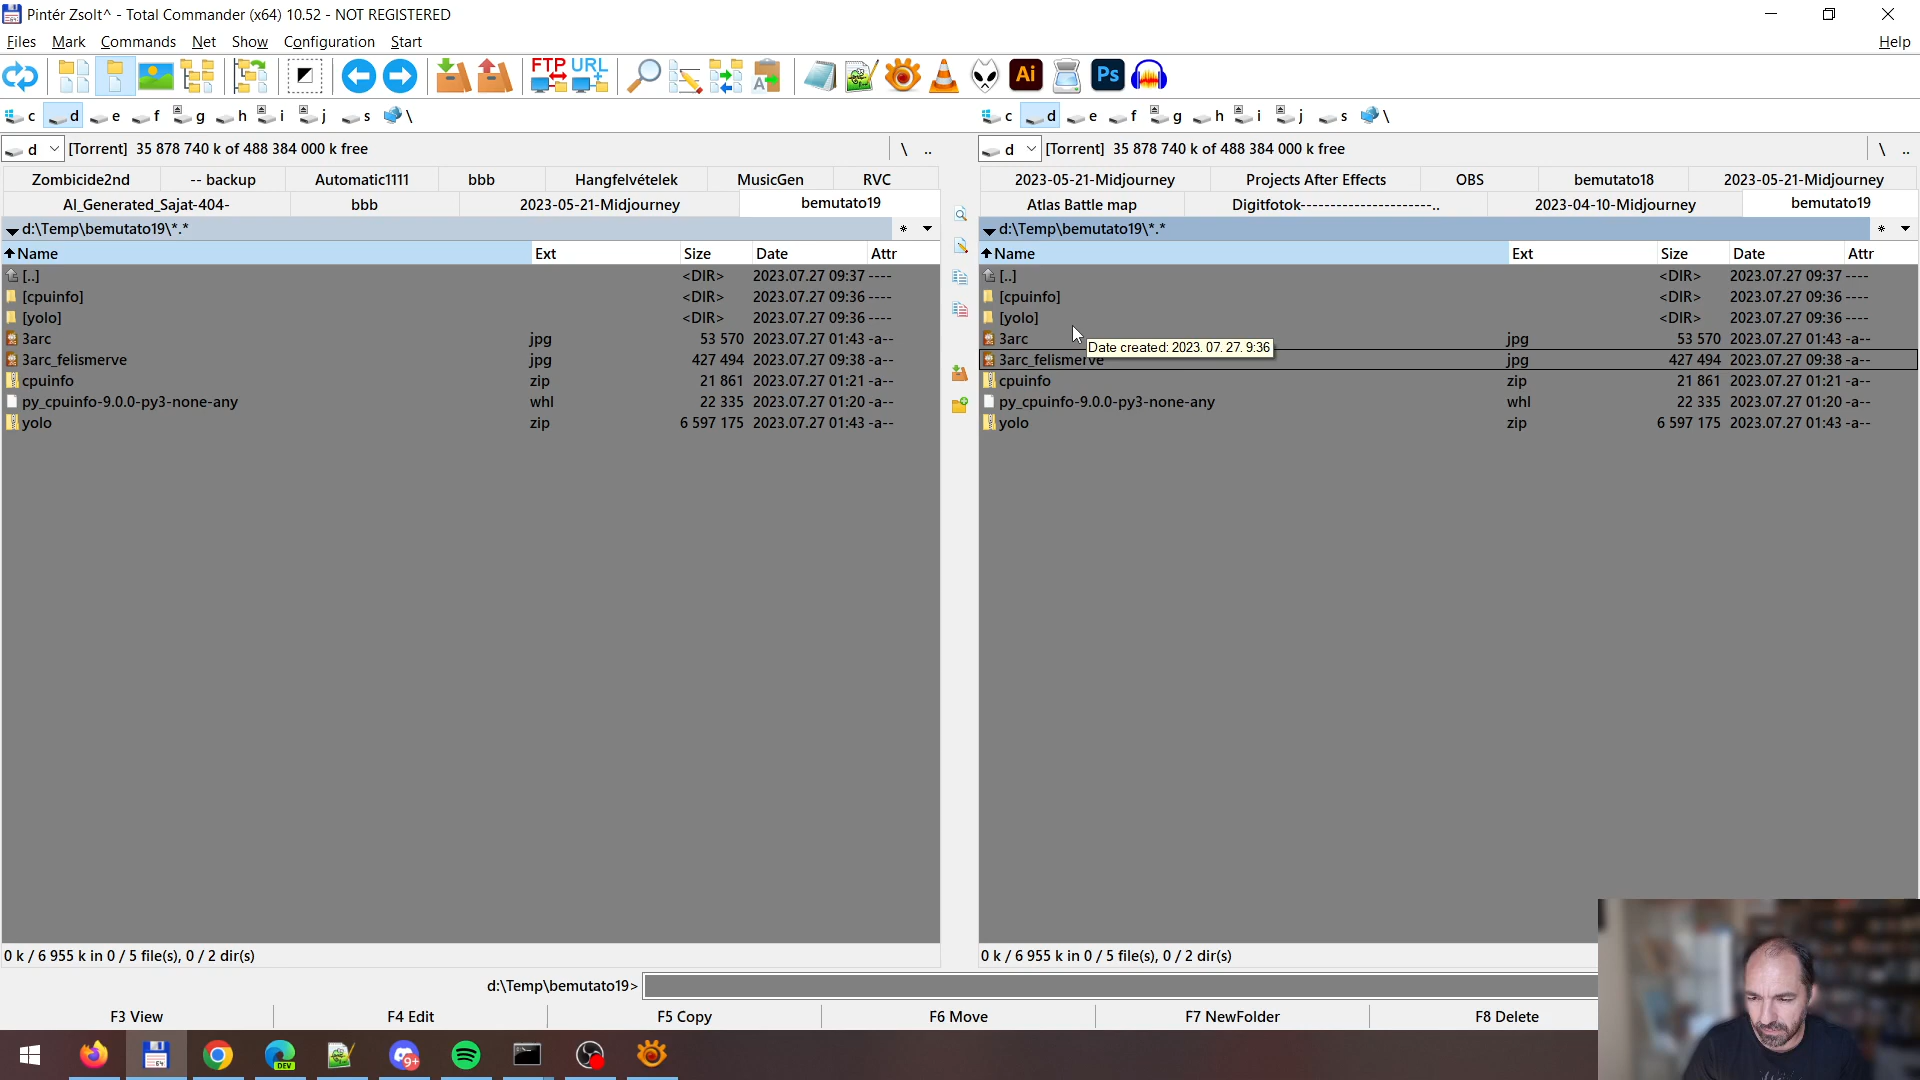 Pintér Zsolt^ - Total Commander (x64) 10.52 - NOT REGISTERED
Files Mark Commands Net Show Configuration Start Help
FTP URL Ai Ps
c d e f g h i j s \ c d e f g h i j s \
d [Torrent] 35 878 740 k of 488 384 000 k free \ .. d [Torrent] 35 878 740 k of 488 384 000 k free \ ..
Zombicide2nd -- backup Automatic1111 bbb Hangfelvételek MusicGen RVC 2023-05-21-Midjourney Projects After Effects OBS bemutato18 2023-05-21-Midjourney
AI_Generated_Sajat-404- bbb 2023-05-21-Midjourney bemutato19 Atlas Battle map Digitfotok----------------------.. 2023-04-10-Midjourney bemutato19
d:\Temp\bemutato19\*.* * d:\Temp\bemutato19\*.* *
Name Ext Size Date Attr Name Ext Size Date Attr
[..] <DIR> 2023.07.27 09:37 ---- [..] <DIR> 2023.07.27 09:37 ----
[cpuinfo] <DIR> 2023.07.27 09:36 ---- [cpuinfo] <DIR> 2023.07.27 09:36 ----
[yolo] <DIR> 2023.07.27 09:36 ---- [yolo] <DIR> 2023.07.27 09:36 ----
3arc jpg 53 570 2023.07.27 01:43 -a-- 3arc jpg 53 570 2023.07.27 01:43 -a--
Date created: 2023. 07. 27. 9:36
3arc_felismerve jpg 427 494 2023.07.27 09:38 -a-- 3arc_felismerve jpg 427 494 2023.07.27 09:38 -a--
cpuinfo zip 21 861 2023.07.27 01:21 -a-- cpuinfo zip 21 861 2023.07.27 01:21 -a--
py_cpuinfo-9.0.0-py3-none-any whl 22 335 2023.07.27 01:20 -a-- py_cpuinfo-9.0.0-py3-none-any whl 22 335 2023.07.27 01:20 -a--
yolo zip 6 597 175 2023.07.27 01:43 -a-- yolo zip 6 597 175 2023.07.27 01:43 -a--
0 k / 6 955 k in 0 / 5 file(s), 0 / 2 dir(s) 0 k / 6 955 k in 0 / 5 file(s), 0 / 2 dir(s)
d:\Temp\bemutato19>
F3 View F4 Edit F5 Copy F6 Move F7 NewFolder F8 Delete
64 DEV 9+